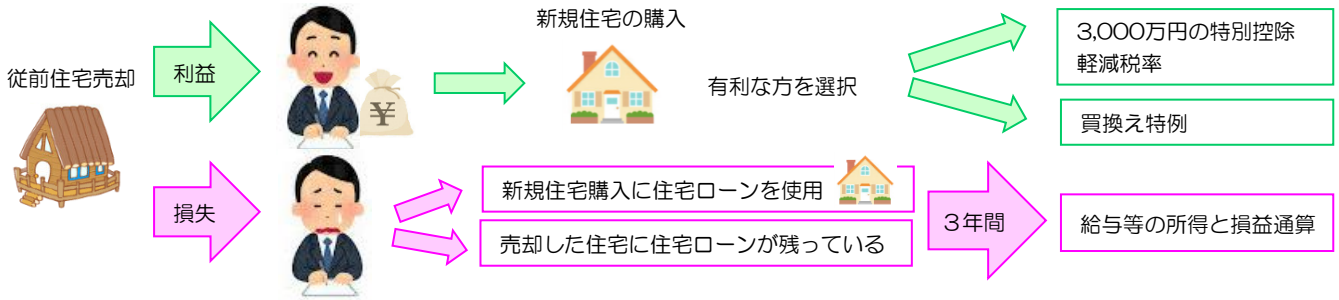 新規住宅の購入
3,000万円の特別控除
軽減税率
従前住宅売却
利益
¥
有利な方を選択
買換え特例
損失
新規住宅購入に住宅ローンを使用
売却した住宅に住宅ローンが残っている
3年間
給与等の所得と損益通算